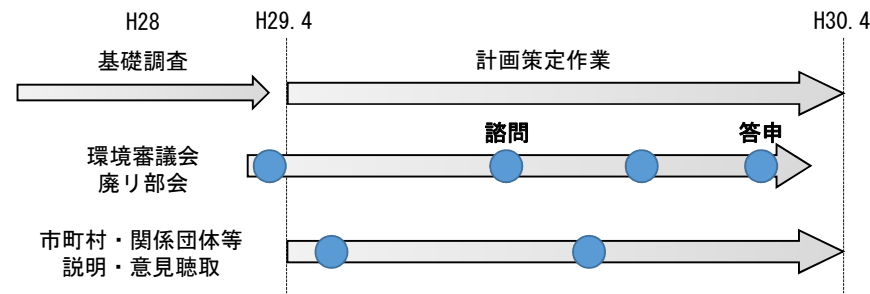 H28
H29.4
H30.4
基礎調査
計画策定作業
諮問
答申
環境審議会
廃リ部会
市町村・関係団体等
説明・意見聴取